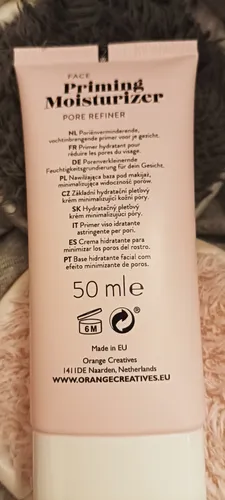 FACE
Priming
Moisturizer
PORE REFINER
NL Poriënverminderende,
vochtinbrengende primer voor je gezicht.
FR Primer hydratant pour
réduire les pores du visage.
DE Porenverkleinernde
Feuchtigkeitsgrundierung für dein Gesicht.
PL Nawilżająca baza pod makijaż,
minimalizująca widoczność porów.
CZ Základní hydratační pleťový
krém minimalizující kožní póry.
SK Hydratačný pleťový
krém minimalizujúci póry.
IT Primer viso idratante
astringente per pori.
ES Crema hidratante para
minimizar los poros del rostro.
PT Base hidratante facial com
efeito minimizante de poros.
50 ml e
6M
®
Made in EU
Orange Creatives
1411DE Naarden, Netherlands
WWW.ORANGECREATIVES.EU